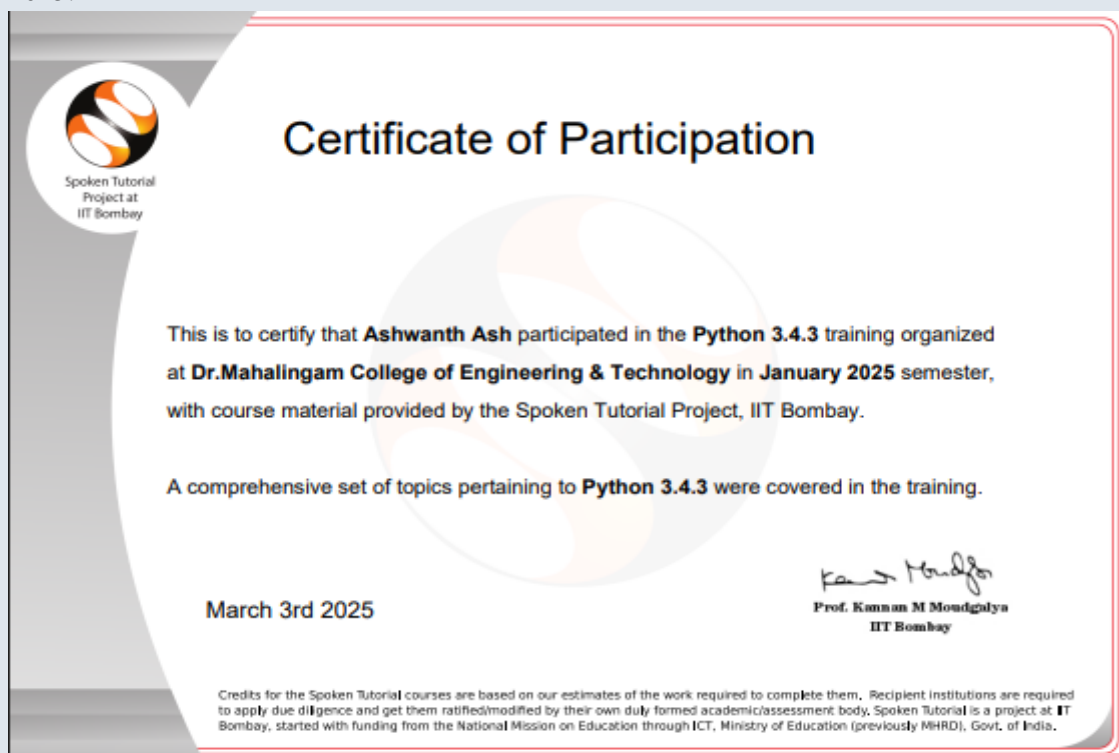 Spoken Tutorial
Project at
IIT Bombay
Certificate of Participation
This is to certify that Ashwanth Ash participated in the Python 3.4.3 training organized
at Dr.Mahalingam College of Engineering & Technology in January 2025 semester,
with course material provided by the Spoken Tutorial Project, IIT Bombay.
A comprehensive set of topics pertaining to Python 3.4.3 were covered in the training.
March 3rd 2025
Prof. Kannan M Moudgalya
IIT Bombay
Credits for the Spoken Tutorial courses are based on our estimates of the work required to complete them. Recipient institutions are required
to apply due diligence and get them ratified/modified by their own duly formed academic/assessment body. Spoken Tutorial is a project at IIT
Bombay, started with funding from the National Mission on Education through ICT, Ministry of Education (previously MHRD), Govt. of India.